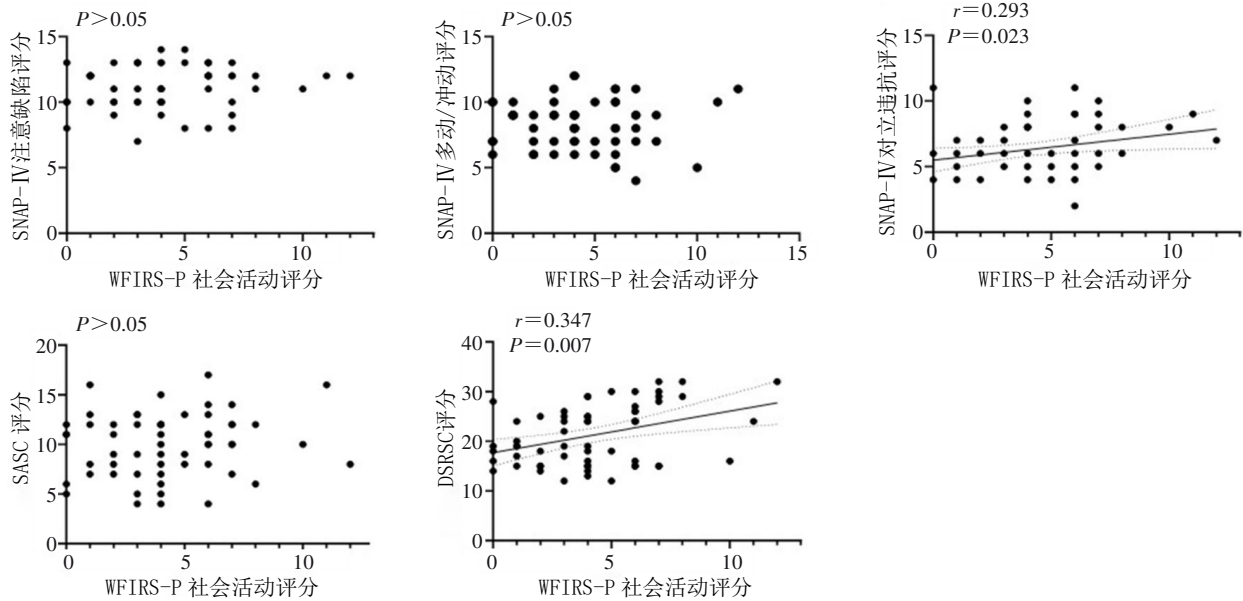 P＞0.05
15
10
5
0
SNAP-IV注意缺陷评分
0
5
10
WFIRS-P 社会活动评分
P＞0.05
15
10
5
0
SNAP-IV多动/冲动评分
0
5
10
15
WFIRS-P 社会活动评分
r＝0.293
P＝0.023
15
10
5
0
SNAP-IV对立违抗评分
0
5
10
WFIRS-P 社会活动评分
P＞0.05
20
15
10
5
0
SASC 评分
0
5
10
WFIRS-P 社会活动评分
r＝0.347
P＝0.007
40
30
20
10
0
DSRSC评分
0
5
10
WFIRS-P 社会活动评分